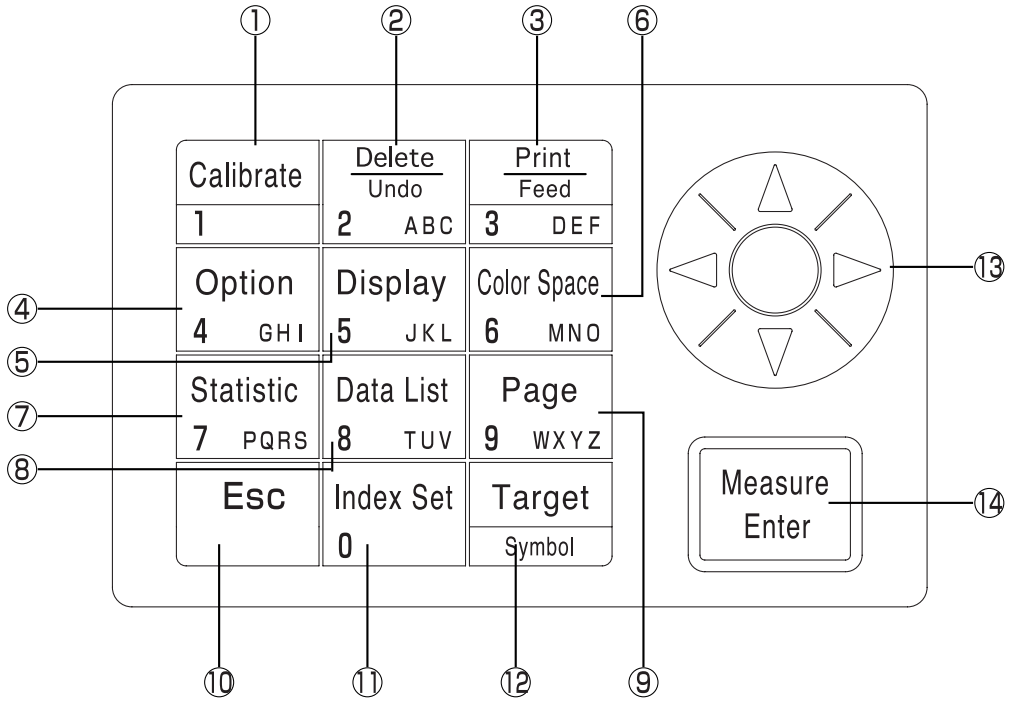 ① ② ③ ⑥
Calibrate
1
Delete
Undo
2 ABC
Print
Feed
3 DEF
④
Option
4 GHI
⑤
Display
5 JKL
Color Space
6 MNO
⑬
⑦
Statistic
7 PQRS
⑧
Data List
8 TUV
Page
9 WXYZ
Esc
Index Set
0
Target
Symbol
Measure
Enter
⑭
⑩ ⑪ ⑫ ⑨